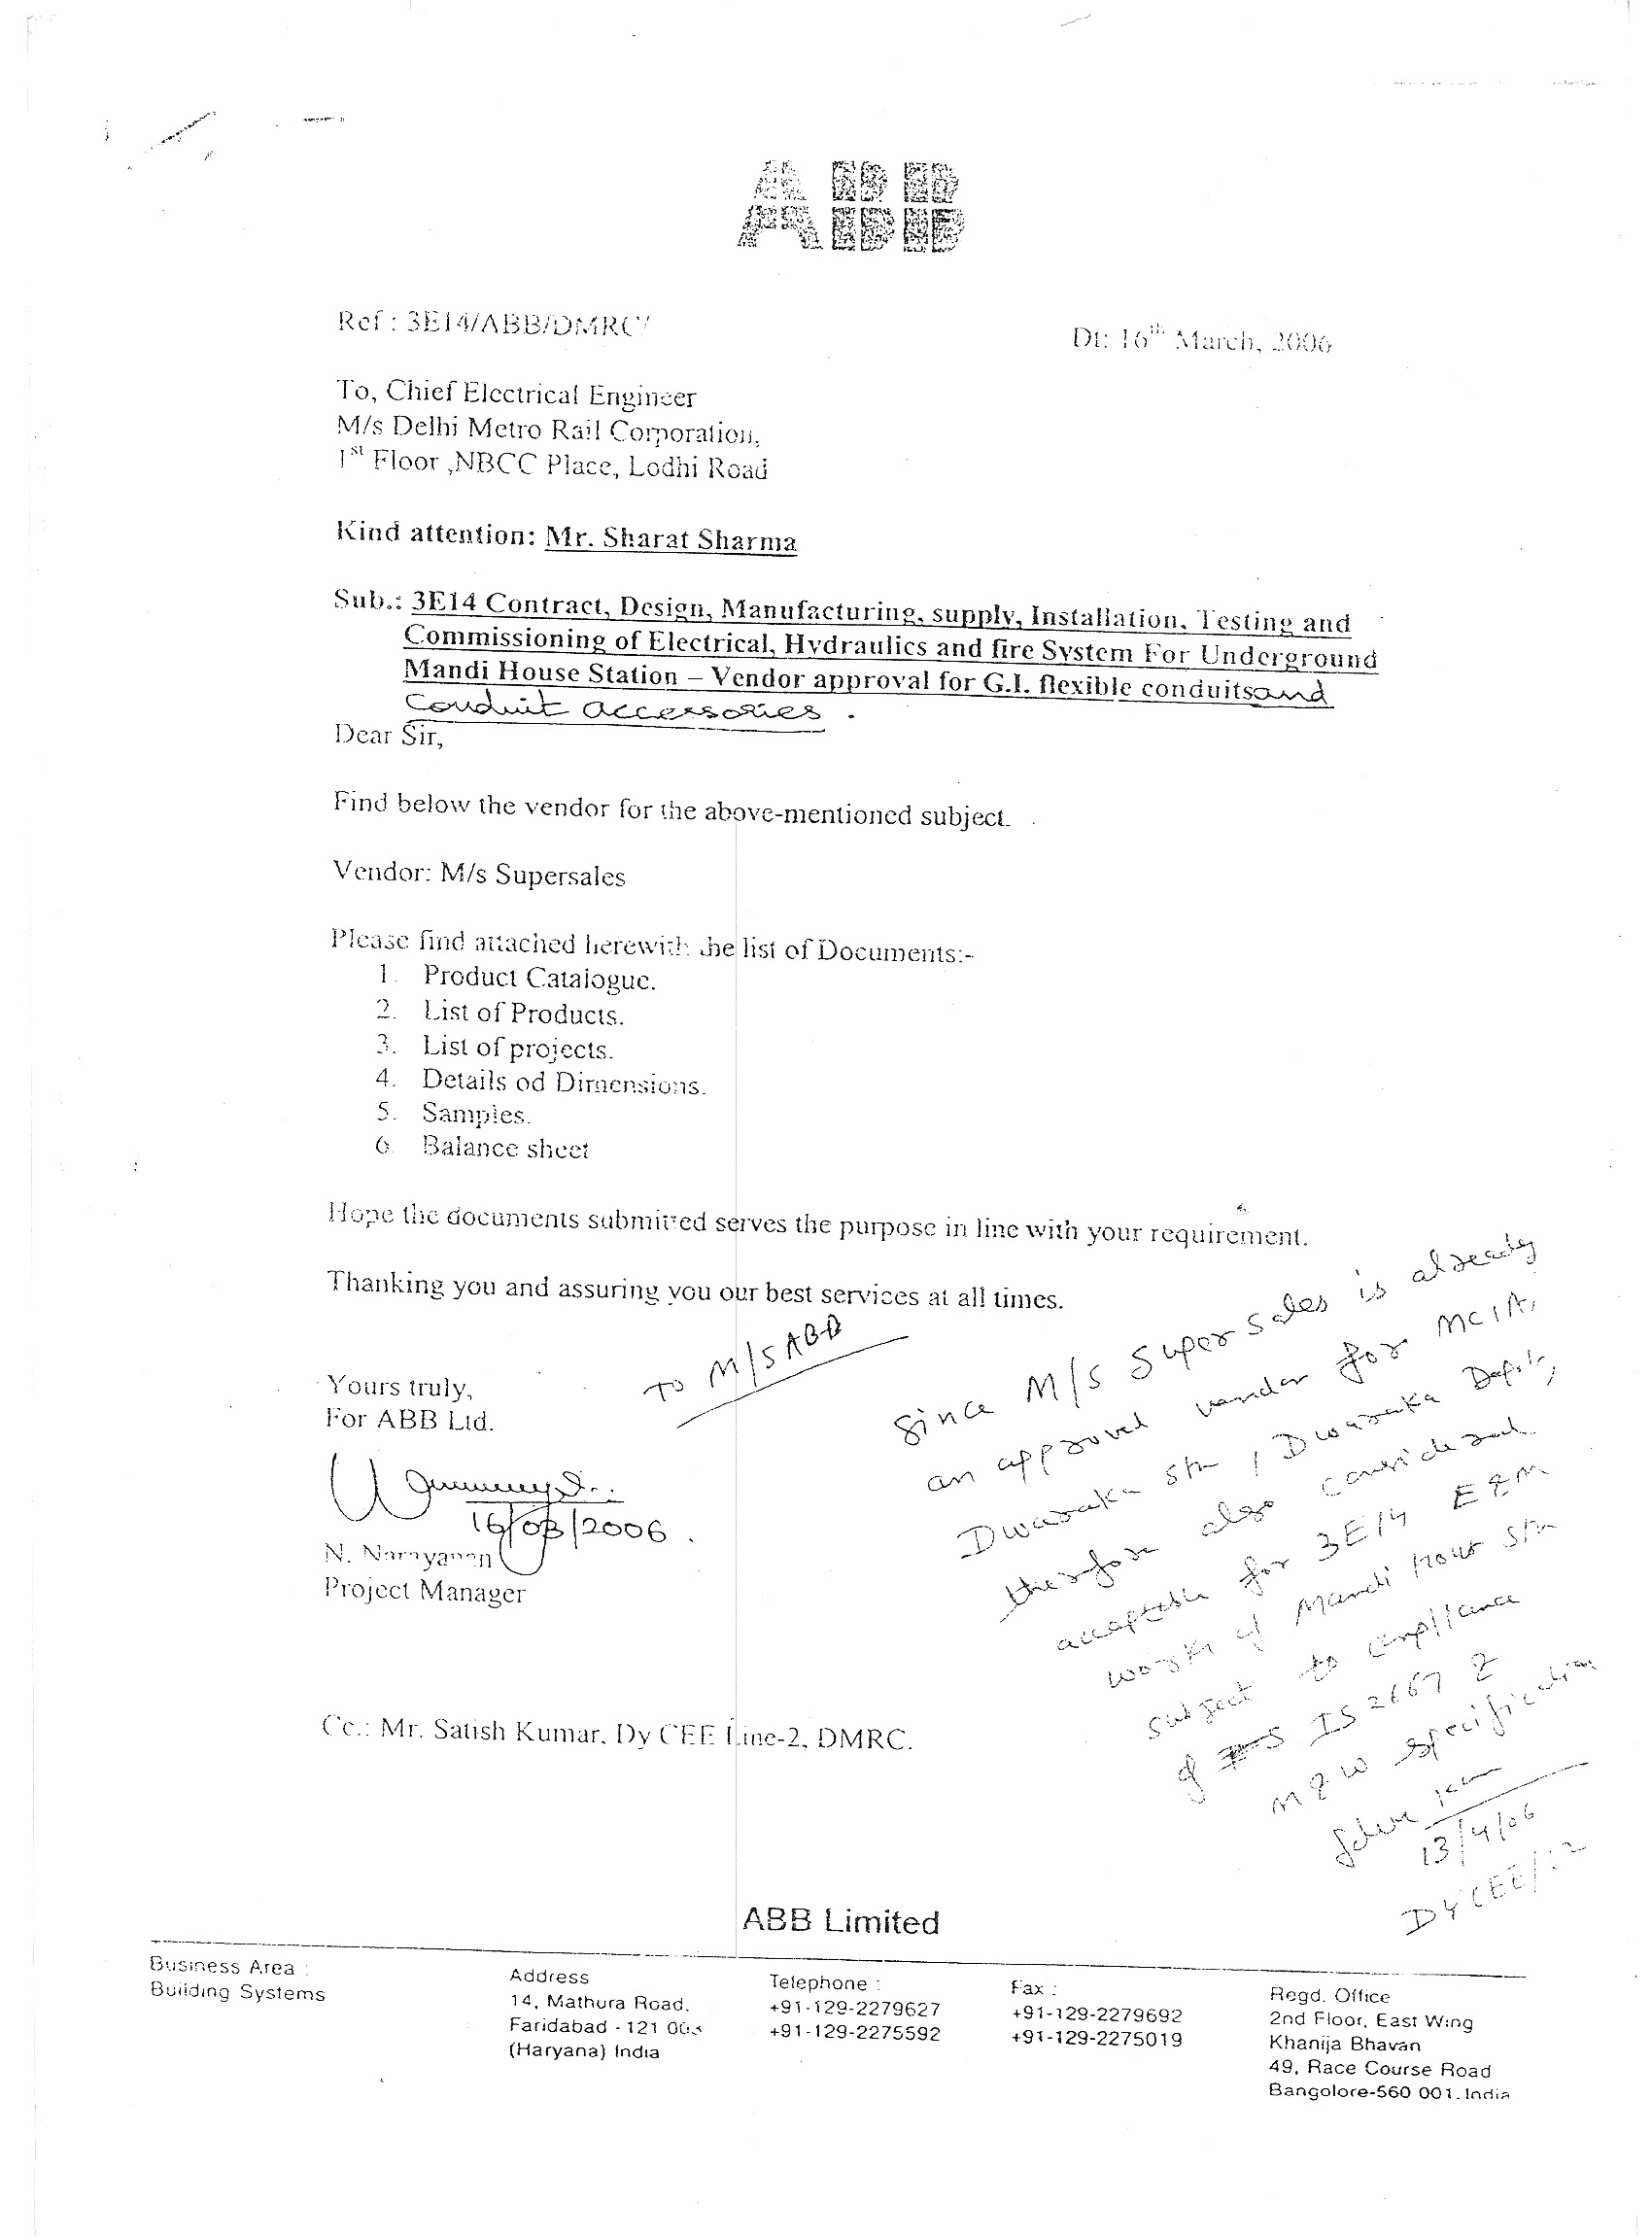 ABB
Ref : 3E14/ABB/DMRC/
Dt: 16th March, 2006
To, Chief Electrical Engineer
M/s Delhi Metro Rail Corporation,
1st Floor ,NBCC Place, Lodhi Road
Kind attention: Mr. Sharat Sharma
Sub.: 3E14 Contract, Design, Manufacturing, supply, Installation, Testing and
Commissioning of Electrical, Hydraulics and fire System For Underground
Mandi House Station – Vendor approval for G.I. flexible conduits and
Conduit accessories .
Dear Sir,
Find below the vendor for the above-mentioned subject.
Vendor: M/s Supersales
Please find attached herewith the list of Documents:-
1. Product Catalogue.
2. List of Products.
3. List of projects.
4. Details od Dimensions.
5. Samples.
6. Balance sheet
Hope the documents submitted serves the purpose in line with your requirement.
Thanking you and assuring you our best services at all times.
Yours truly,
For ABB Ltd.
16/03/2006 .
N. Narayanan
Project Manager
To M/S ABB
Since M/s Super Sales is already
an approved vendor for MC1A,
Dwaraka Stn, Dwaraka Depot,
therefore also considered
acceptable for 3E14 E&M
works of Mandi House Stn
subject to compliance
of IS 2667 &
M&W specification
13/4/06
Dy CEE/
Cc.: Mr. Satish Kumar, Dy CEE Line-2, DMRC.
ABB Limited
Business Area :
Building Systems
Address
14, Mathura Road.
Faridabad - 121 003
(Haryana) India
Telephone :
+91-129-2279627
+91-129-2275592
Fax :
+91-129-2279692
+91-129-2275019
Regd. Office
2nd Floor, East Wing
Khanija Bhavan
49, Race Course Road
Bangolore-560 001. India